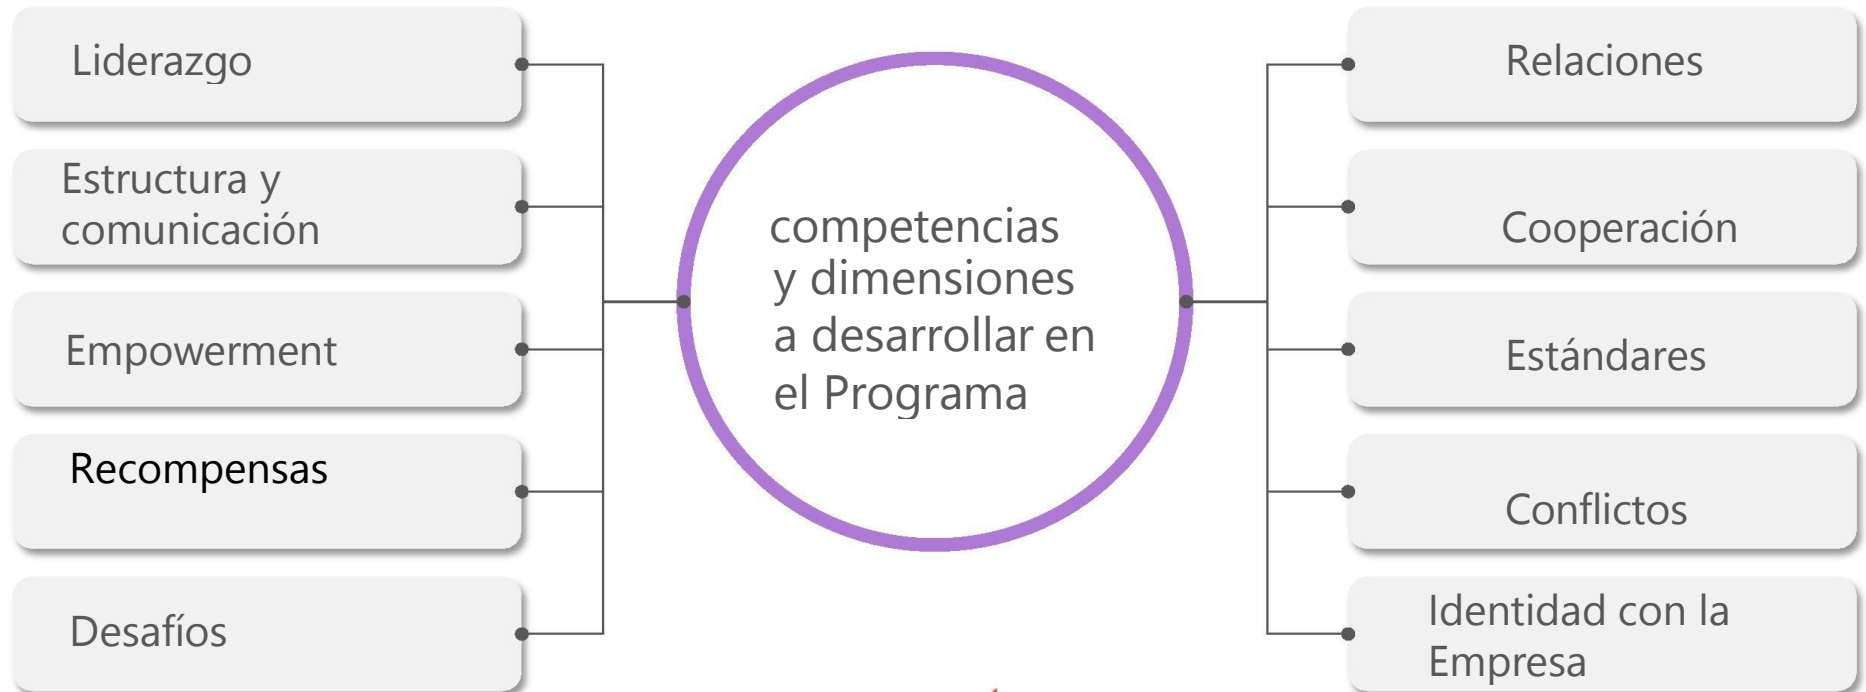 Liderazgo
Estructura y
comunicación
Empowerment
Recompensas
Desafíos
competencias
y dimensiones
a desarrollar en
el Programa
Relaciones
Cooperación
Estándares
Conflictos
Identidad con la
Empresa